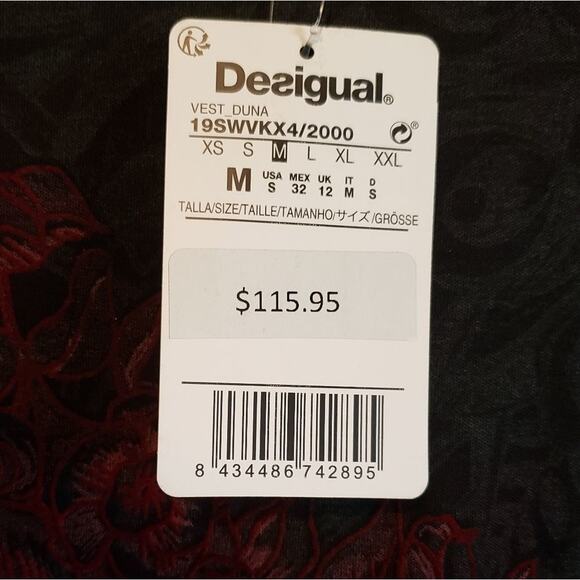 Desigual®
VEST_DUNA
19SWVKX4/2000
®
XS S M L XL XXL
M USA MEX UK IT D
S 32 12 M S
TALLA/SIZE/TAILLE/TAMANHO/サイズ/GRÖSSE
$115.95
8 434486 742895